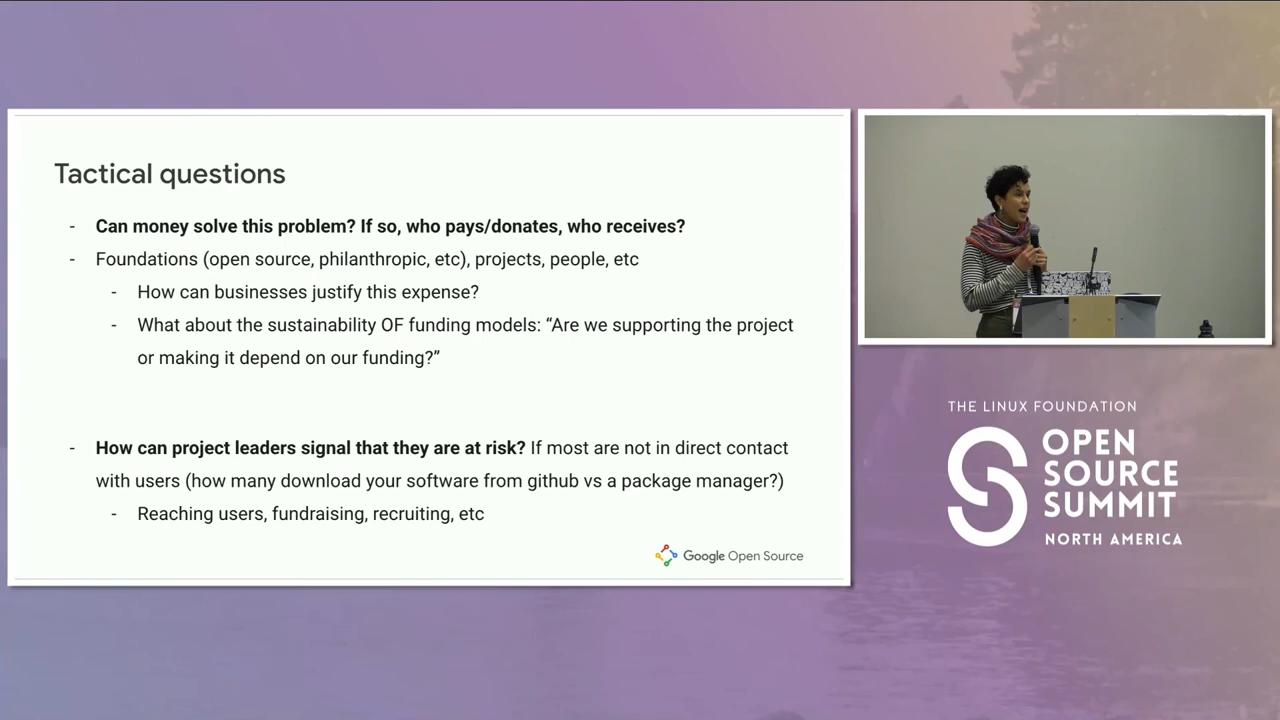 Tactical questions
- Can money solve this problem? If so, who pays/donates, who receives?
- Foundations (open source, philanthropic, etc), projects, people, etc
- How can businesses justify this expense?
- What about the sustainability OF funding models: “Are we supporting the project
or making it depend on our funding?”
- How can project leaders signal that they are at risk? If most are not in direct contact
with users (how many download your software from github vs a package manager?)
- Reaching users, fundraising, recruiting, etc
Google Open Source
THE LINUX FOUNDATION
OPEN
SOURCE
SUMMIT
NORTH AMERICA